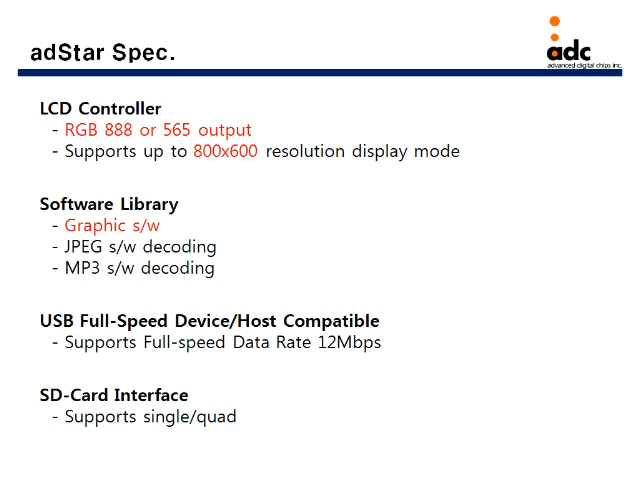 adStar Spec.
adc
advanced digital chips inc.
LCD Controller
- RGB 888 or 565 output
- Supports up to 800x600 resolution display mode
Software Library
- Graphic s/w
- JPEG s/w decoding
- MP3 s/w decoding
USB Full-Speed Device/Host Compatible
- Supports Full-speed Data Rate 12Mbps
SD-Card Interface
- Supports single/quad